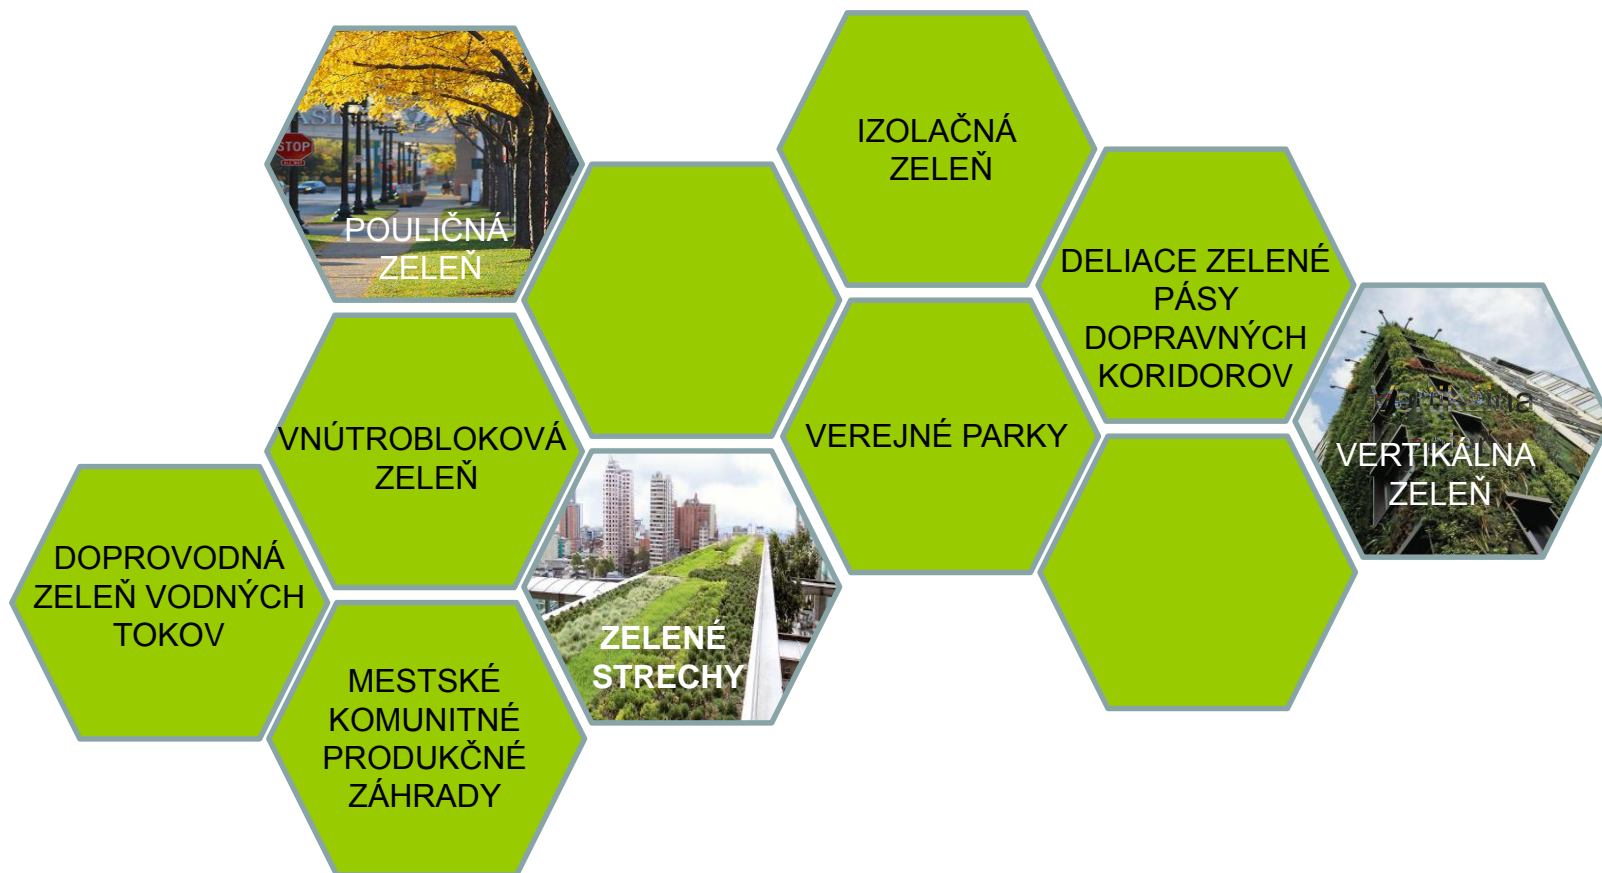 IZOLAČNÁ
ZELEŇ
STOP
POULIČNÁ
ZELEŇ
DELIACE ZELENÉ
PÁSY
DOPRAVNÝCH
KORIDOROV
VNÚTROBLOKOVÁ
ZELEŇ
VEREJNÉ PARKY
VERTIKÁLNA
ZELEŇ
DOPROVODNÁ
ZELEŇ VODNÝCH
TOKOV
ZELENÉ
STRECHY
MESTSKÉ
KOMUNITNÉ
PRODUKČNÉ
ZÁHRADY